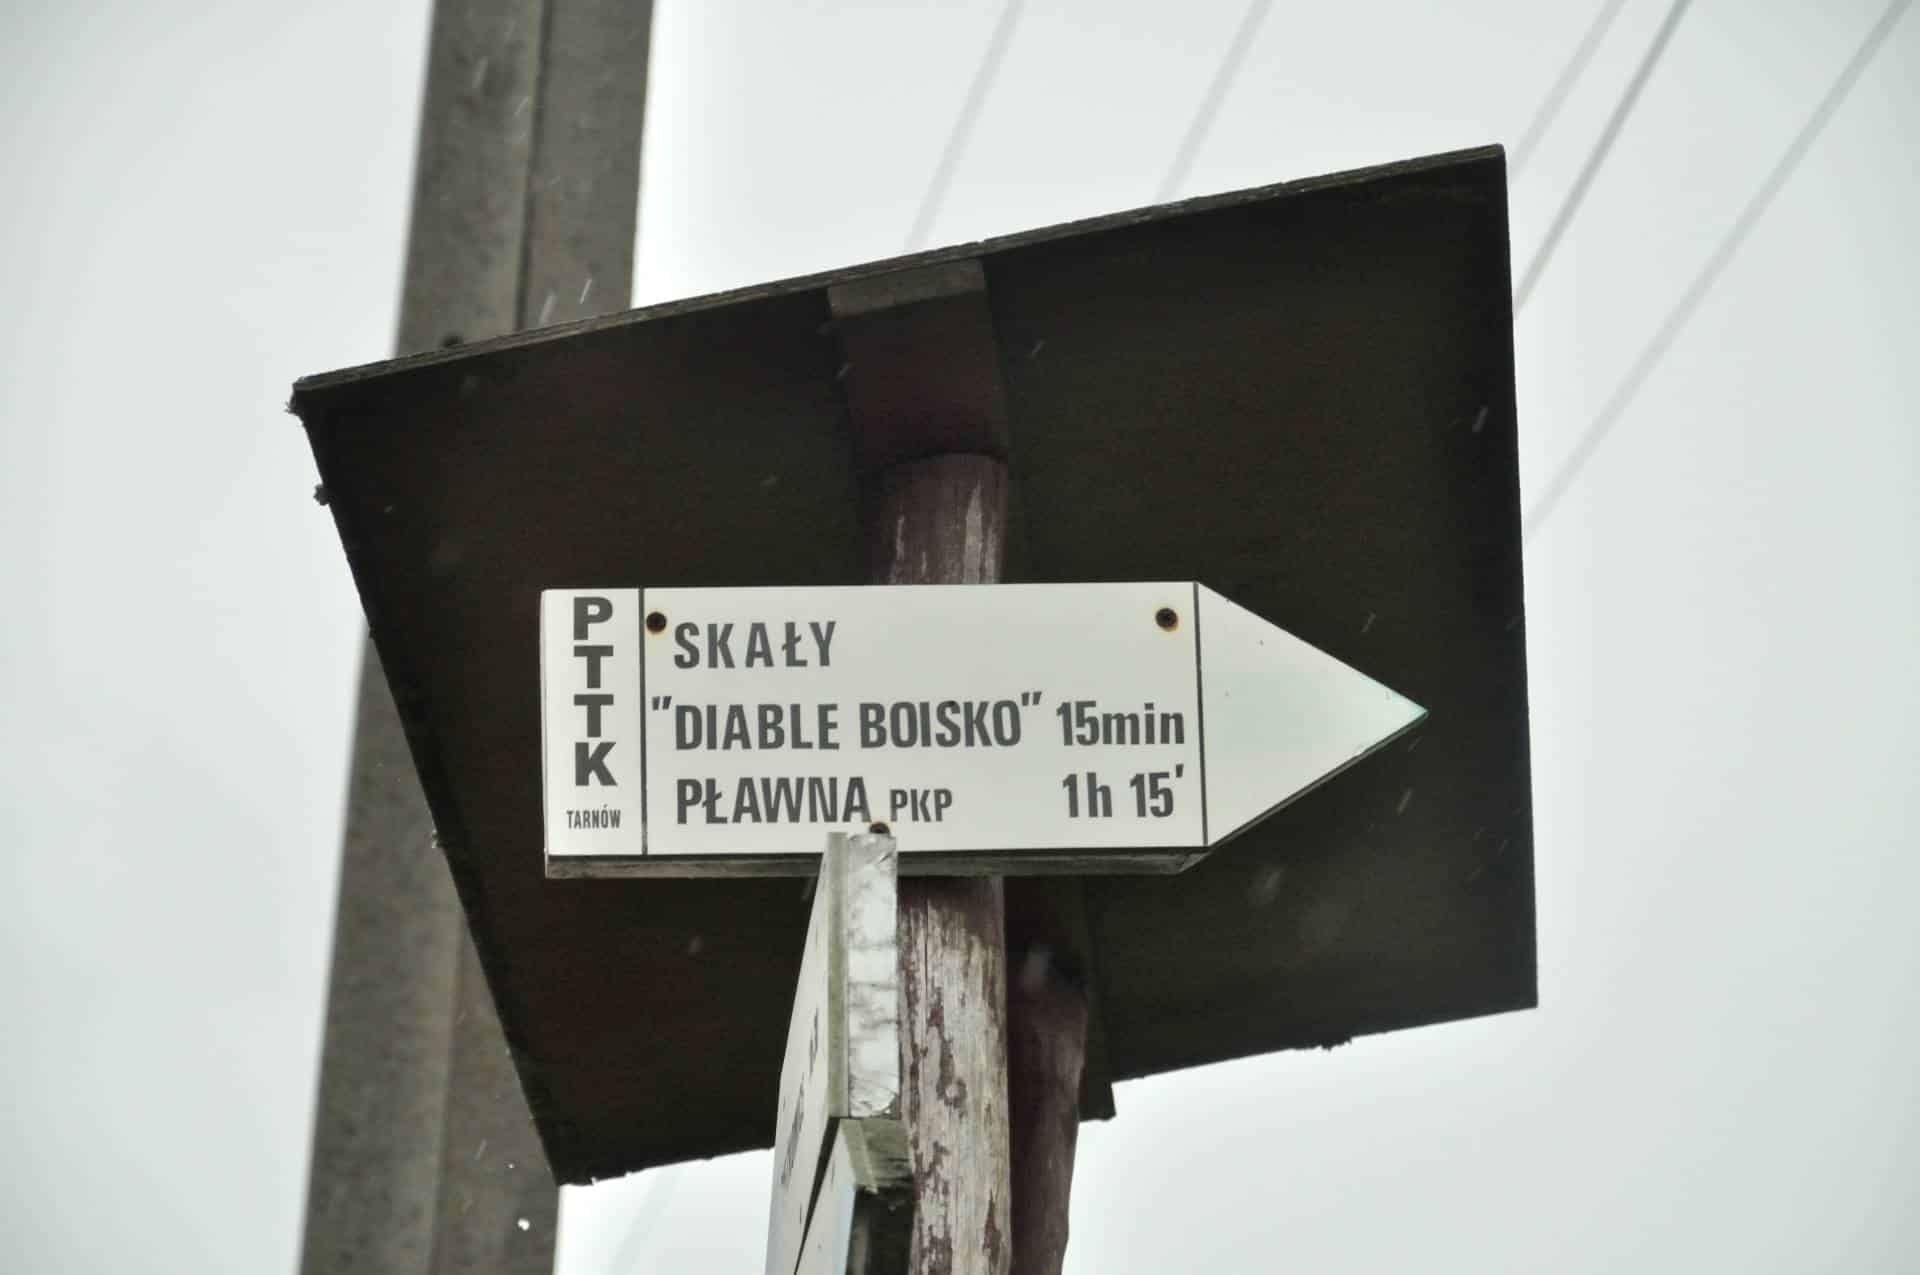 PTTK
TARNÓW
SKAŁY
"DIABLE BOISKO" 15min
PŁAWNA PKP 1h 15'